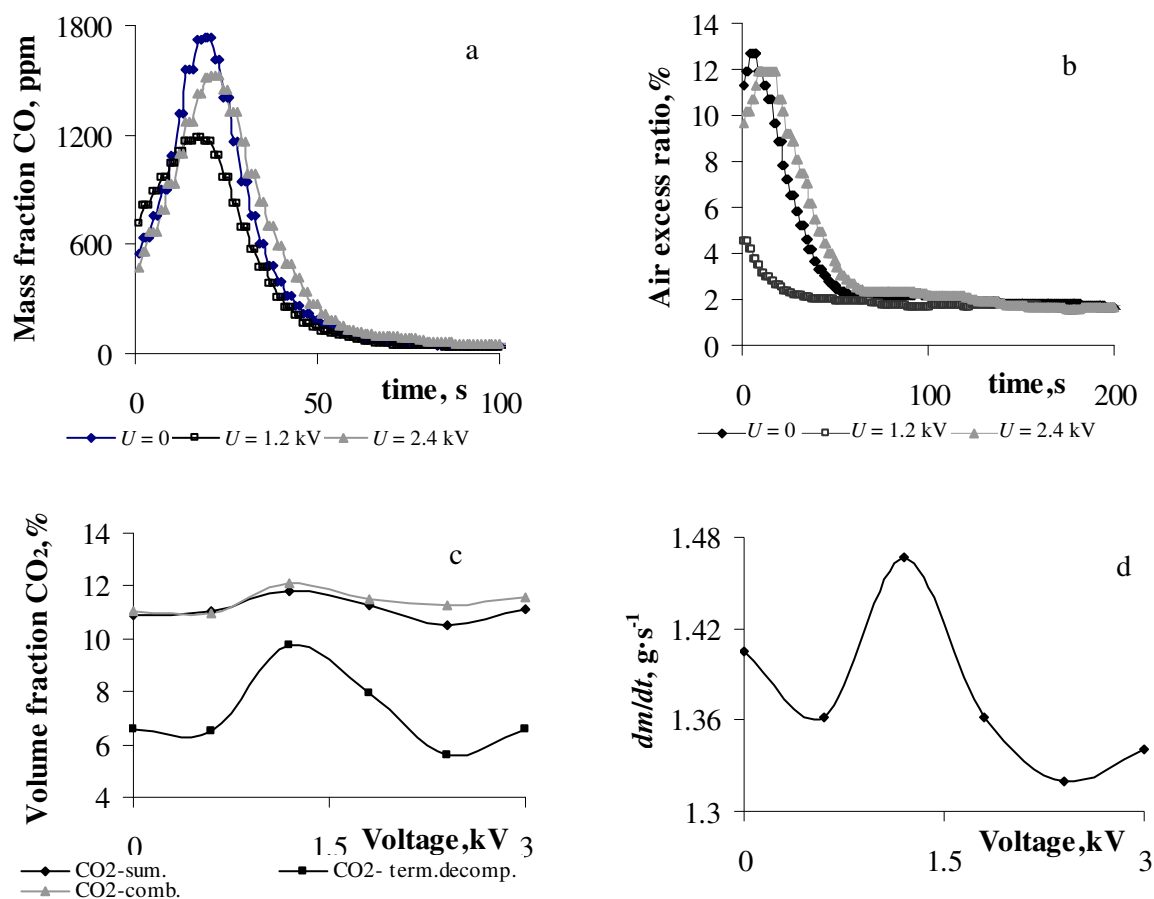 a
Mass fraction CO, ppm
1800
1200
600
0
0
50
100
time, s
U = 0
U = 1.2 kV
U = 2.4 kV
b
Air excess ratio,%
14
12
10
8
6
4
2
0
0
100
200
time,s
U = 0
U = 1.2 kV
U = 2.4 kV
c
Volume fraction CO2,%
14
12
10
8
6
4
0
1.5
3
Voltage,kV
CO2-sum.
CO2- term.decomp.
CO2-comb.
d
dm/dt, g·s-1
1.48
1.42
1.36
1.3
0
1.5
3
Voltage,kV